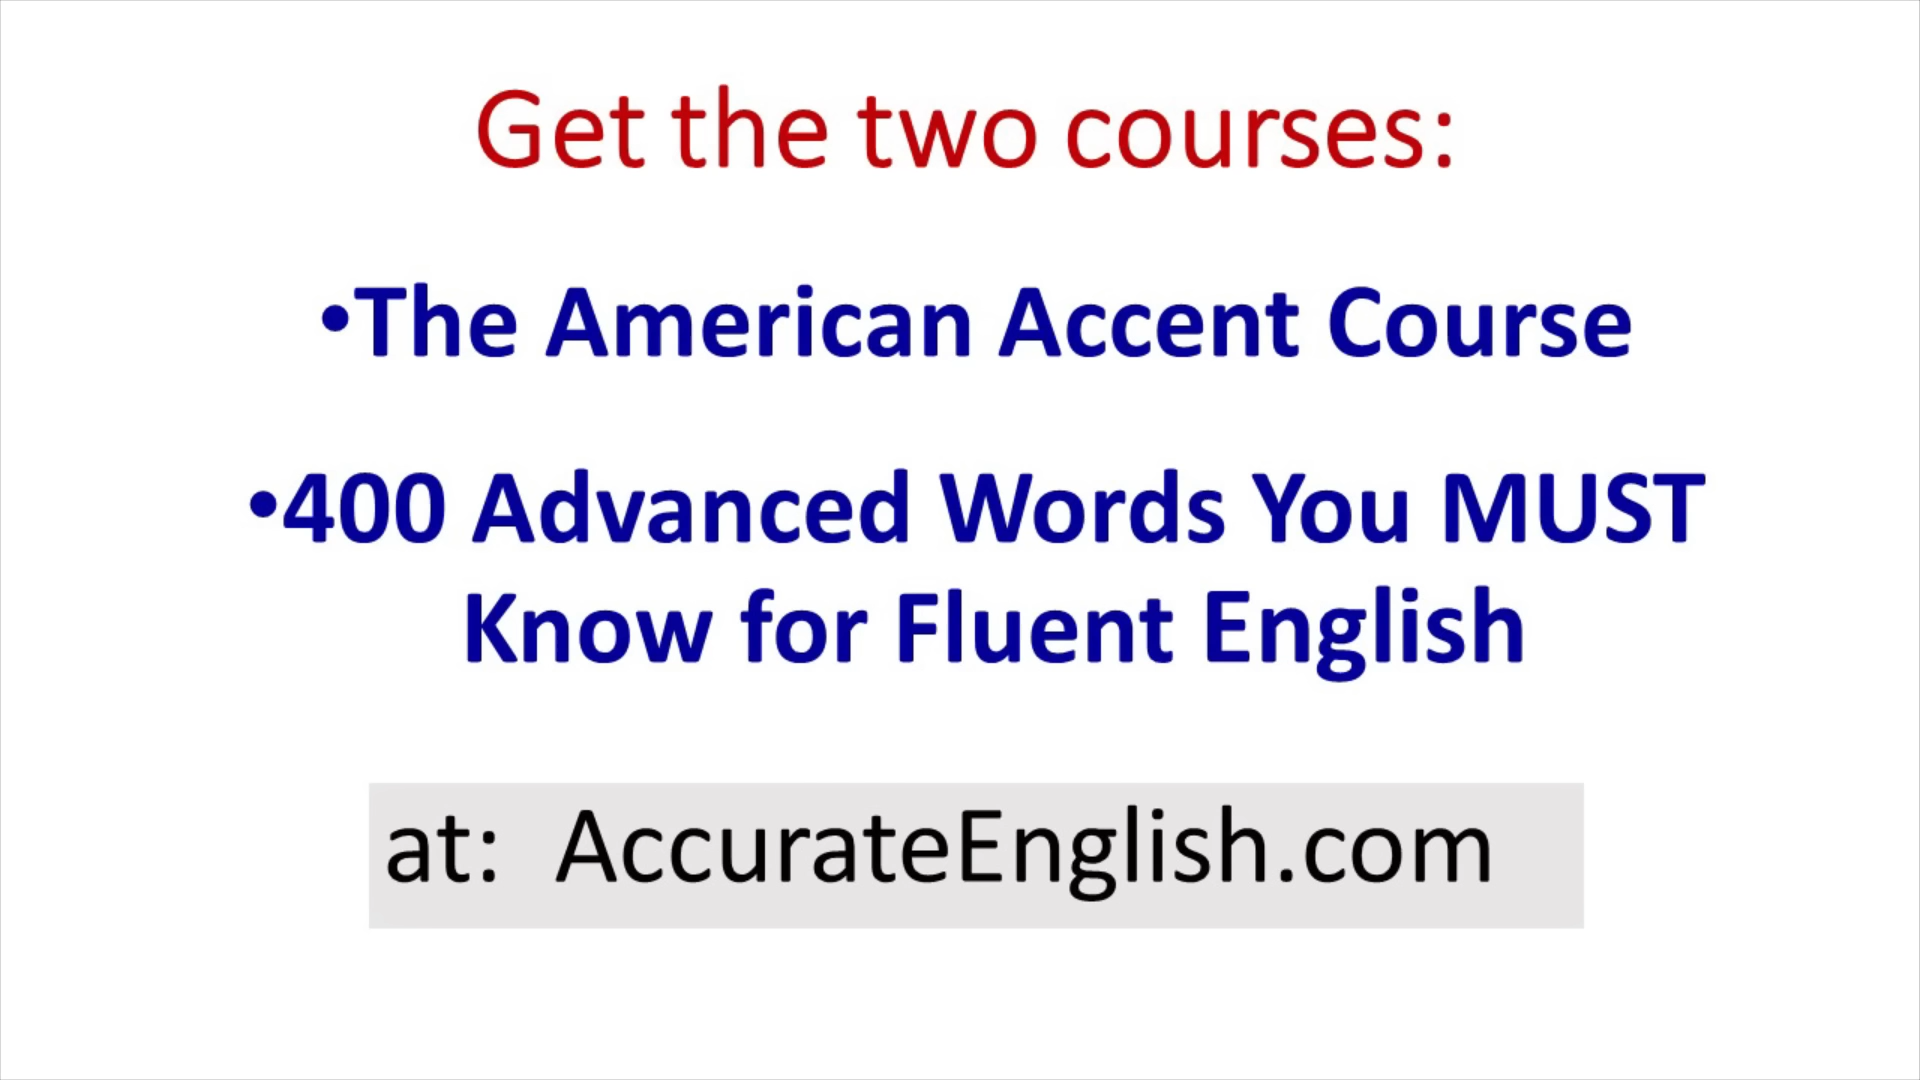 Get the two courses:
•The American Accent Course
•400 Advanced Words You MUST
Know for Fluent English
at: AccurateEnglish.com